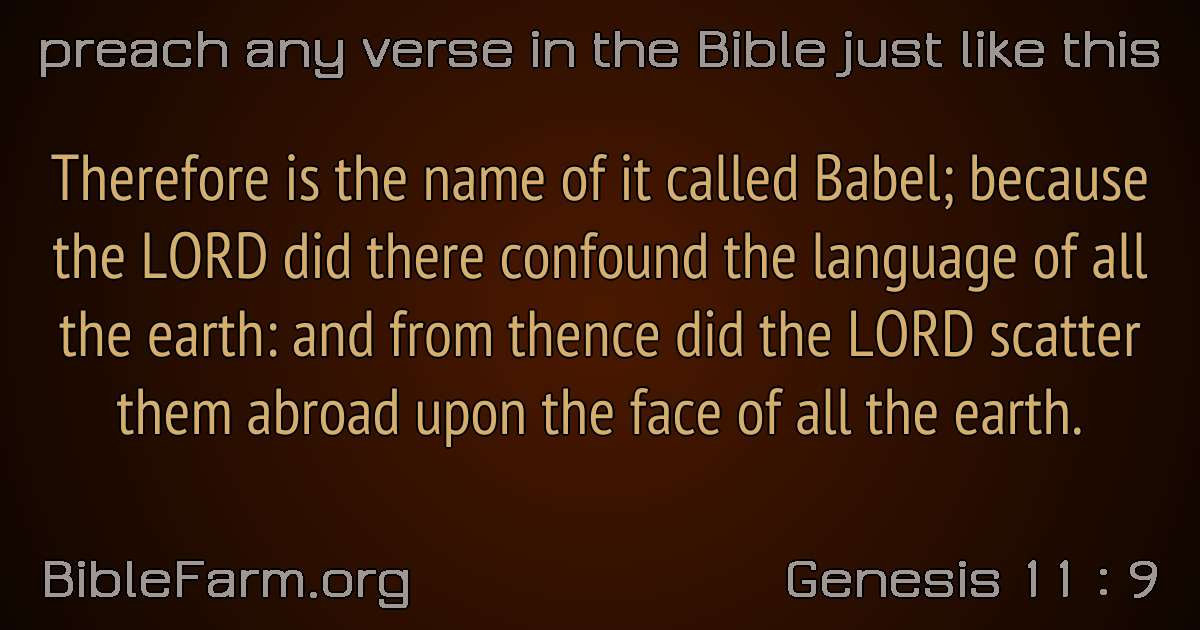 preach any verse in the Bible just like this
Therefore is the name of it called Babel; because
the LORD did there confound the language of all
the earth: and from thence did the LORD scatter
them abroad upon the face of all the earth.
BibleFarm.org
Genesis 11 : 9